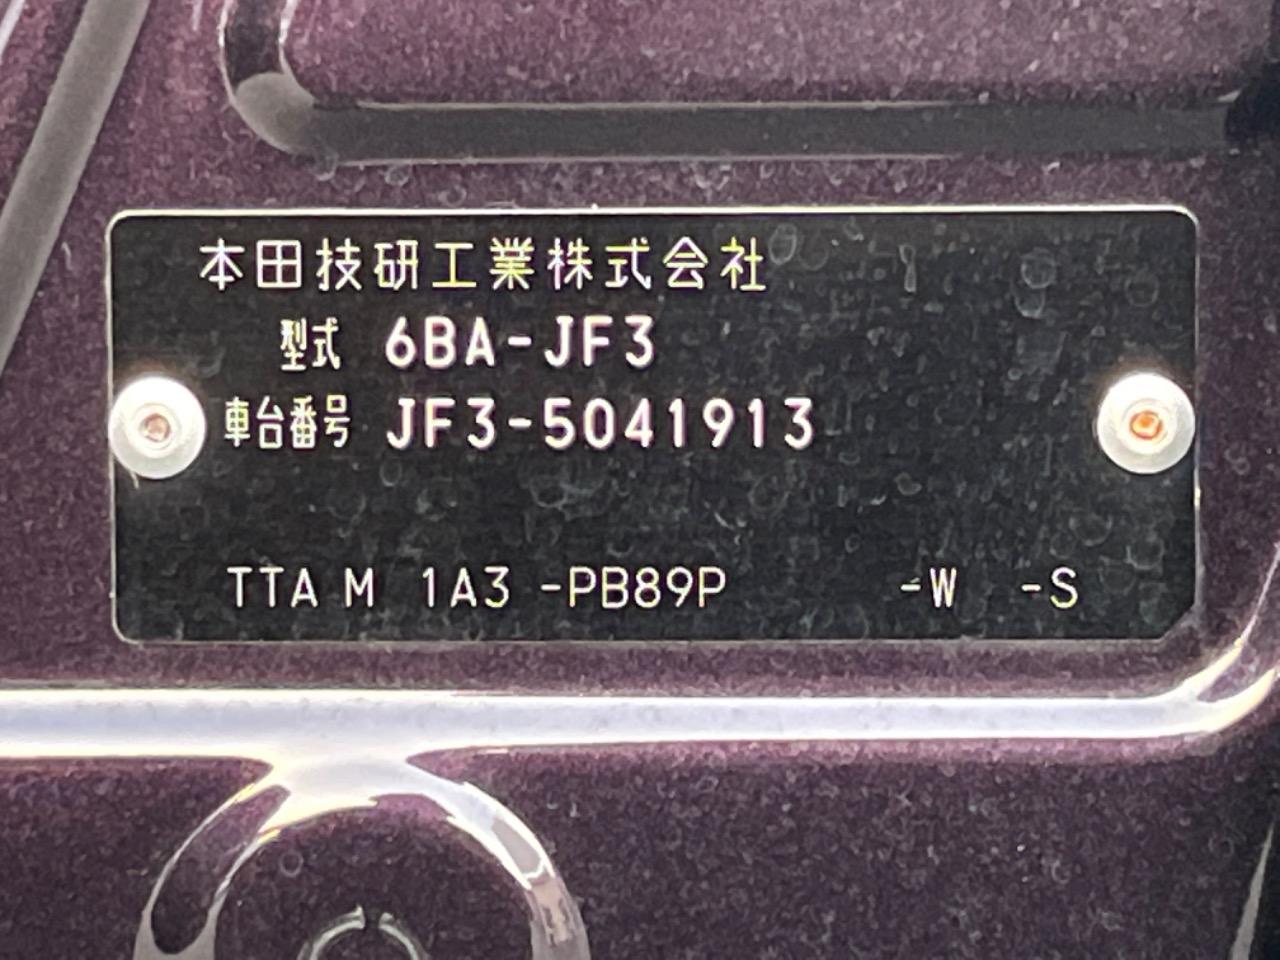 本田技研工業株式会社
型式 6BA-JF3
車台番号 JF3-5041913
TTA M 1A3 -PB89P -W -S